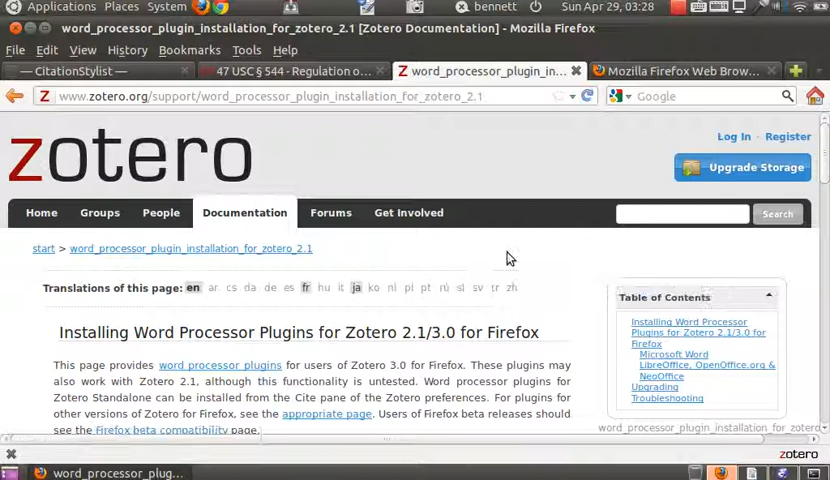 Applications Places System bennett Sun Apr 29, 03:28
word_processor_plugin_installation_for_zotero_2.1 [Zotero Documentation] - Mozilla Firefox
File Edit View History Bookmarks Tools Help
— CitationStylist — 47 USC § 544 - Regulation o... word_processor_plugin_in... Mozilla Firefox Web Brow...
www.zotero.org/support/word_processor_plugin_installation_for_zotero_2.1 Google
zotero
Log In Register
Upgrade Storage
Home Groups People Documentation Forums Get Involved Search
start > word_processor_plugin_installation_for_zotero_2.1
Translations of this page: en ar cs da de es fr hu it ja ko nl pl pt ru sl sv tr zh
Table of Contents
Installing Word Processor
Plugins for Zotero 2.1/3.0 for
Firefox
Microsoft Word
LibreOffice, OpenOffice.org &
NeoOffice
Upgrading
Troubleshooting
word_processor_plugin_installation_for_zotero
Installing Word Processor Plugins for Zotero 2.1/3.0 for Firefox
This page provides word processor plugins for users of Zotero 3.0 for Firefox. These plugins may
also work with Zotero 2.1, although this functionality is untested. Word processor plugins for
Zotero Standalone can be installed from the Cite pane of the Zotero preferences. For plugins for
other versions of Zotero for Firefox, see the appropriate page. Users of Firefox beta releases should
see the Firefox beta compatibility page.
zotero
word_processor_plug...